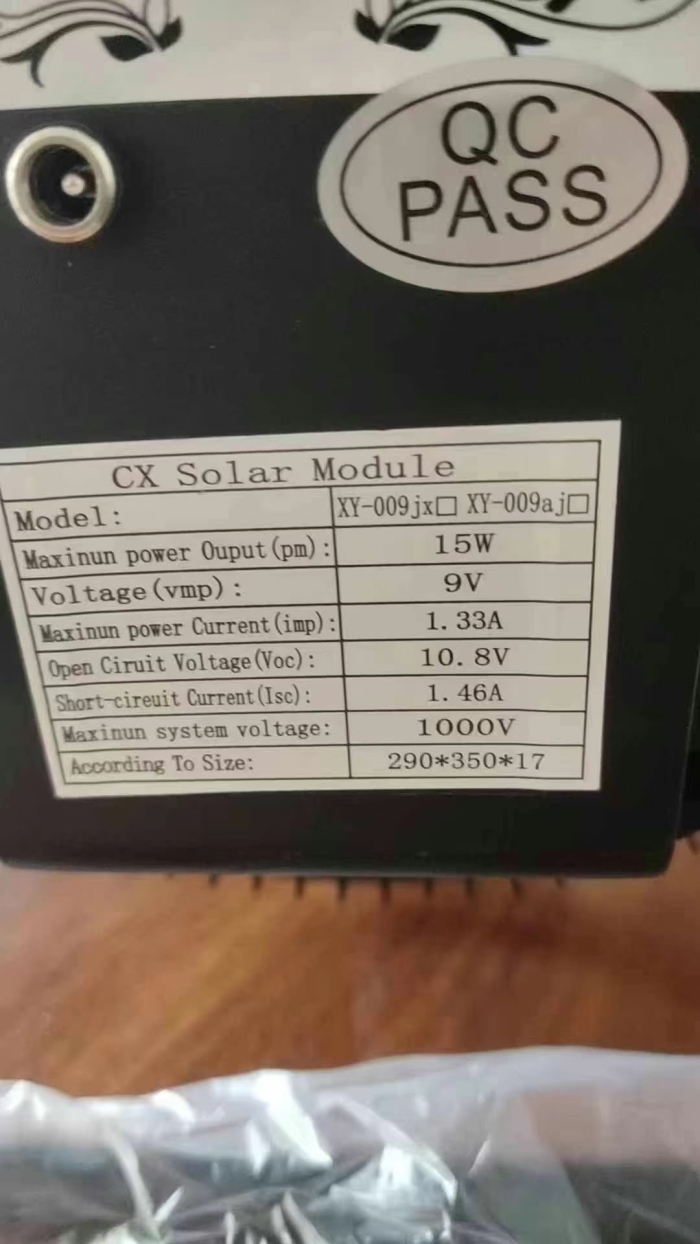 QC
PASS
CX Solar Module
Model: XY-009jx□ XY-009aj□
Maxinun power Ouput(pm): 15W
Voltage(vmp): 9V
Maxinun power Current(imp): 1.33A
Open Ciruit Voltage(Voc): 10.8V
Short-cireuit Current(Isc): 1.46A
Maxinun system voltage: 1000V
According To Size: 290*350*17